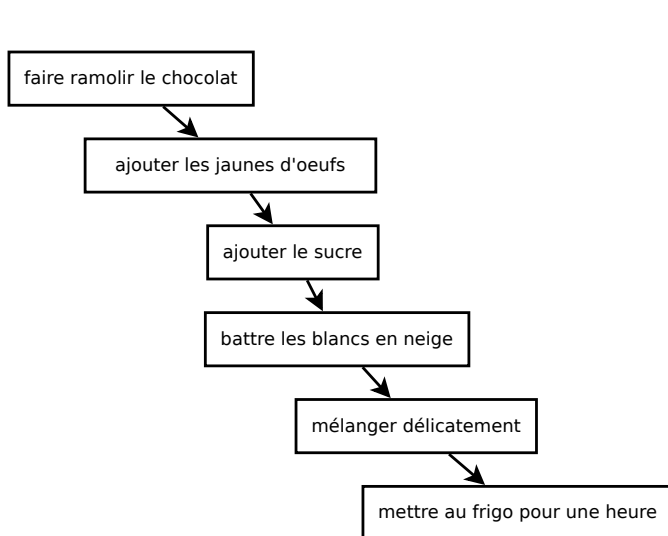 faire ramolir le chocolat
ajouter les jaunes d'oeufs
ajouter le sucre
battre les blancs en neige
mélanger délicatement
mettre au frigo pour une heure